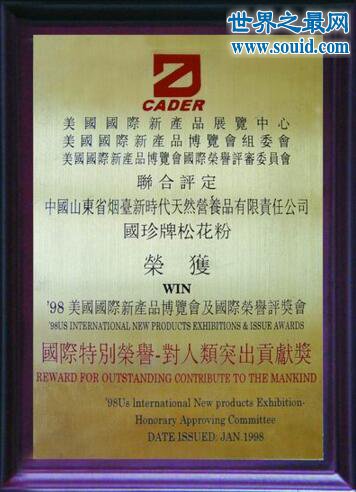 世界之最网
www.souid.com
CADER
美國國際新產品展覽中心
美國國際新產品博覽會組委會
美國國際新產品博覽會國際榮譽評審委員會
聯合評定
中國山東省烟臺新時代天然營養品有限責任公司
國珍牌松花粉
榮獲
WIN
'98 美國國際新產品博覽會及國際榮譽評獎會
'98US INTERNATIONAL NEW PRODUCTS EXHIBITIONS & ISSUE AWARDS
國際特別榮譽-對人類突出貢獻獎
REWARD FOR OUTSTANDING CONTRIBUTE TO THE MANKIND
'98Us International New products Exhibition-
Honorary Approving Committee
DATE ISSUED: JAN. 1998